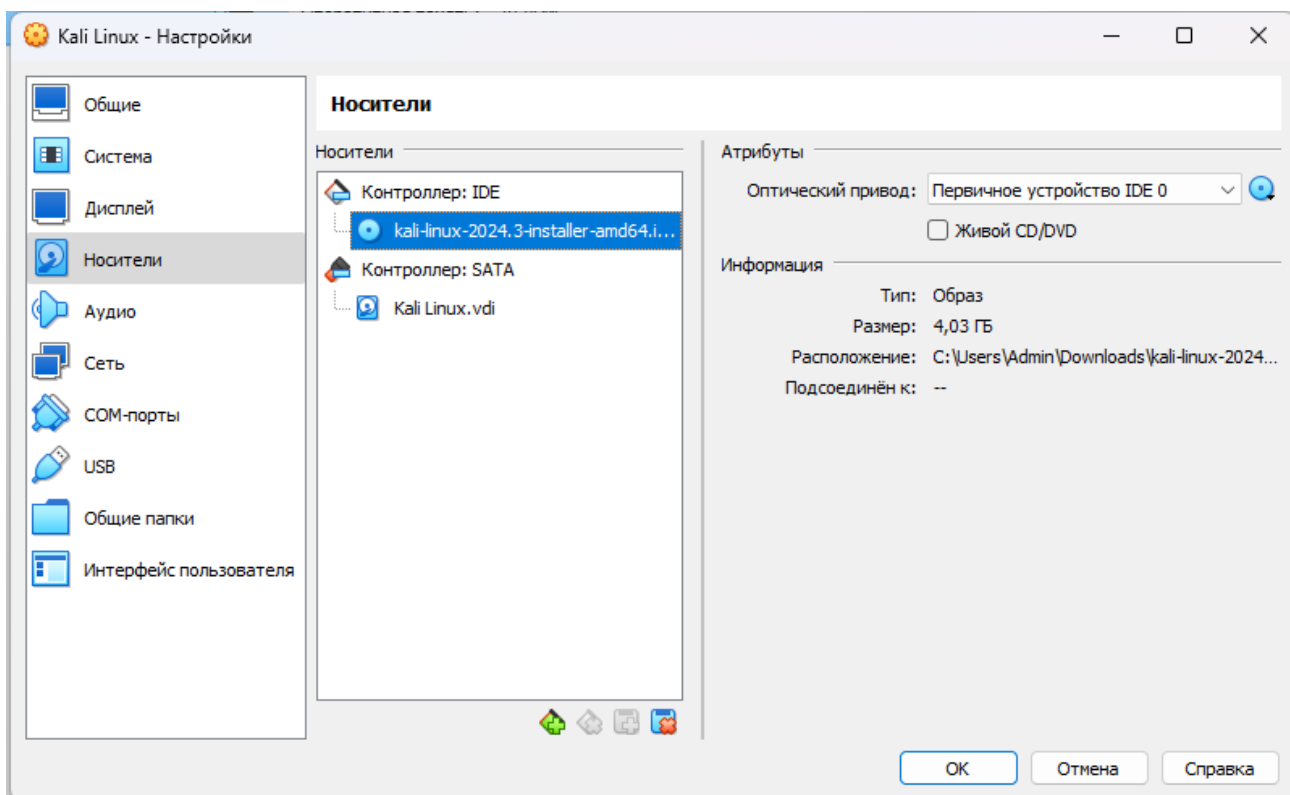 Kali Linux - Настройки
Общие
Система
Дисплей
Носители
Аудио
Сеть
COM-порты
USB
Общие папки
Интерфейс пользователя
Носители
Носители
Контроллер: IDE
kali-linux-2024.3-installer-amd64.i...
Контроллер: SATA
Kali Linux.vdi
Атрибуты
Оптический привод: Первичное устройство IDE 0
Живой CD/DVD
Информация
Тип: Образ
Размер: 4,03 ГБ
Расположение: C:\Users\Admin\Downloads\kali-linux-2024...
Подсоединён к: --
OK Отмена Справка